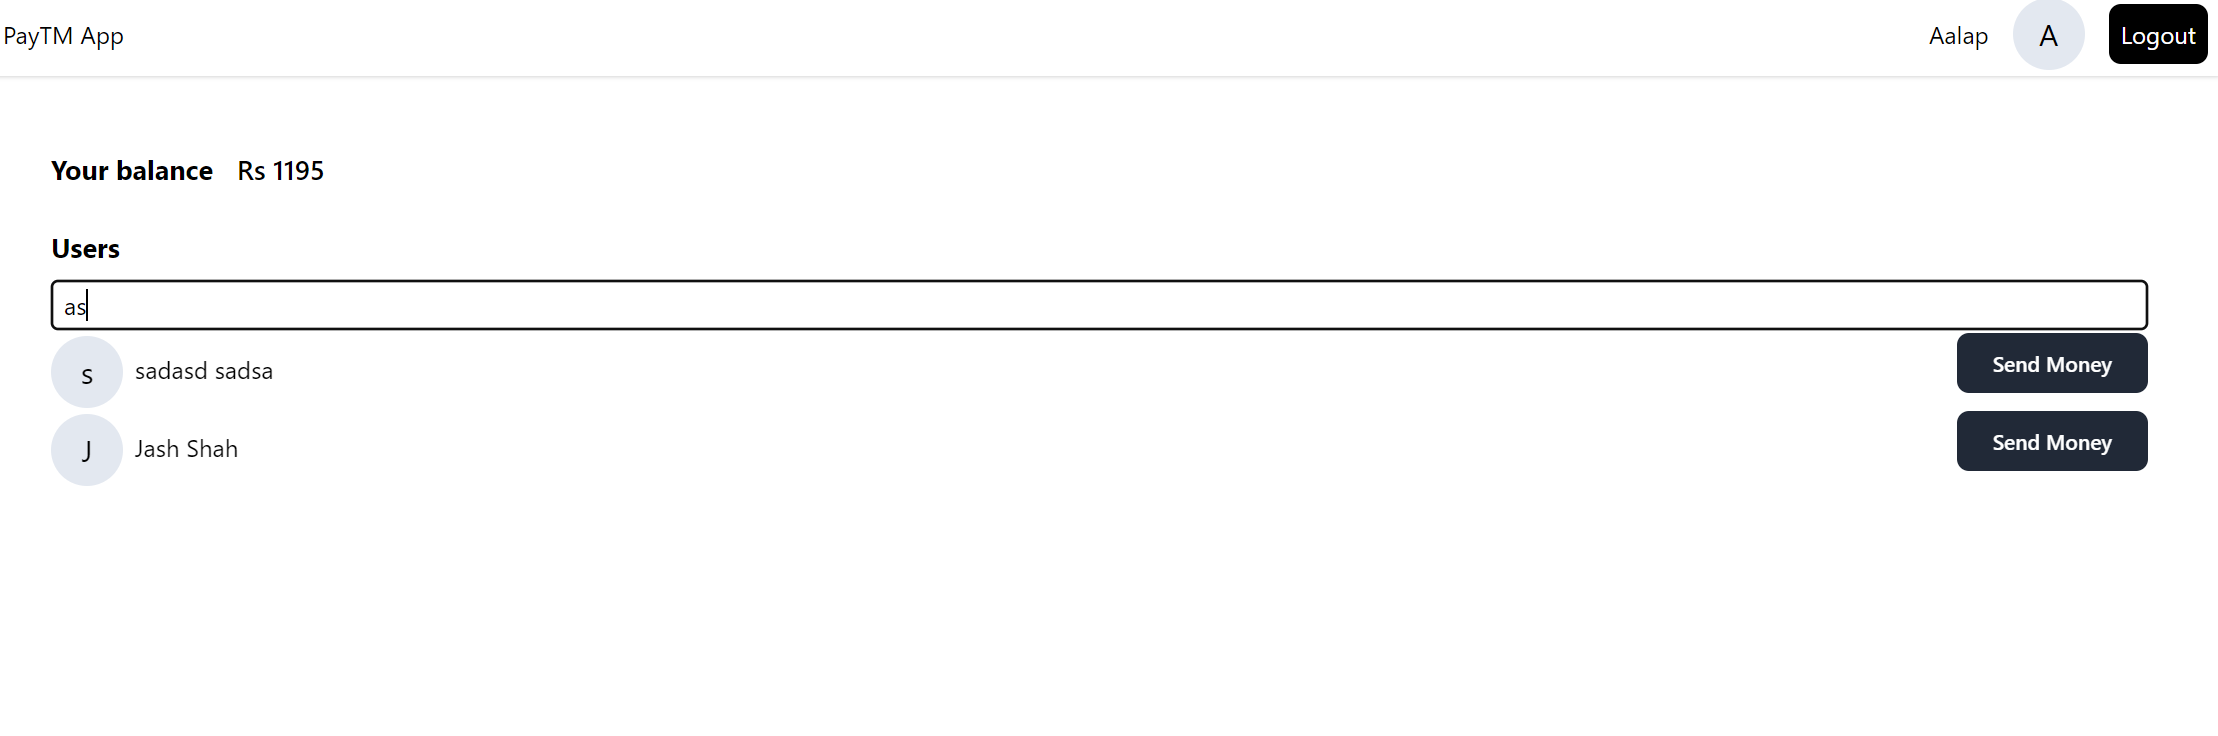 PayTM App Aalap A Logout
Your balance Rs 1195
Users
as
s sadasd sadsa Send Money
J Jash Shah Send Money